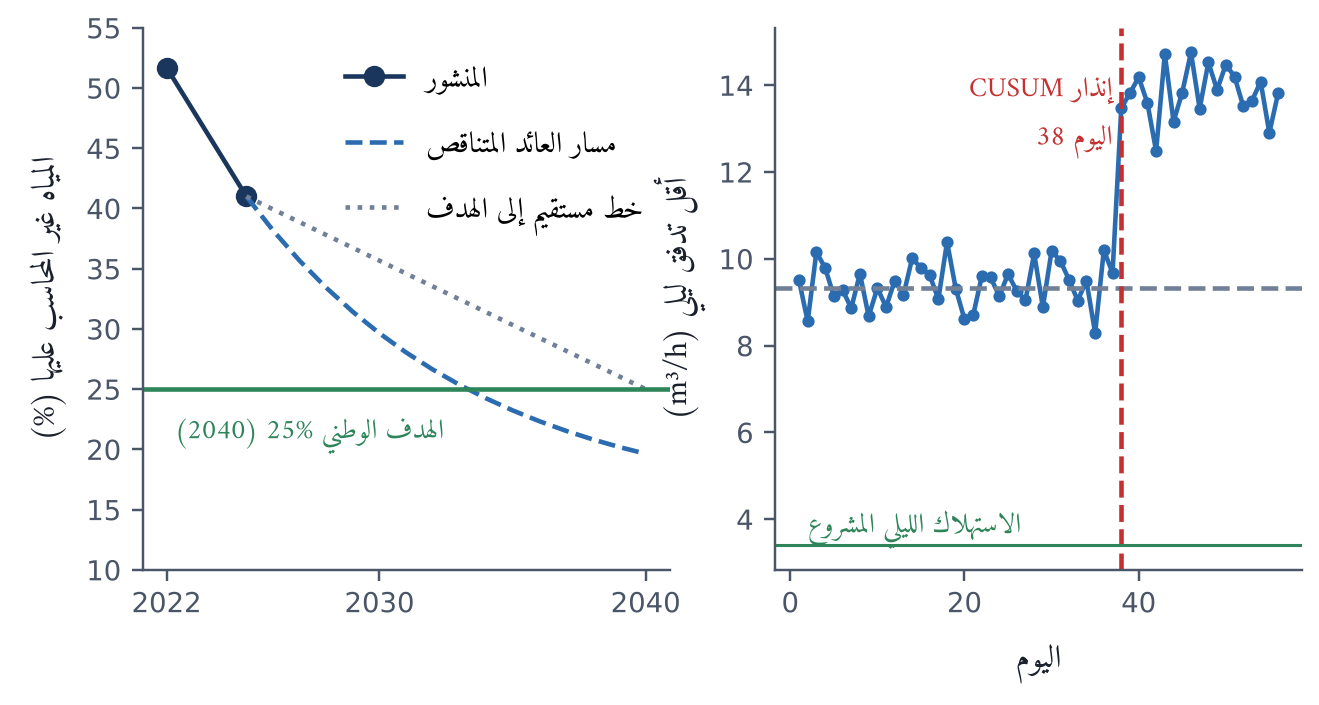 المياه غير المحاسب عليها (%)
55
50
45
40
35
30
25
20
15
10
2022
2030
2040
المنشور
مسار العائد المتناقص
خط مستقيم إلى الهدف
الهدف الوطني 25% (2040)
أقل تدفق ليلي (m³/h)
14
12
10
8
6
4
0
20
40
إنذار CUSUM
اليوم 38
الاستهلاك الليلي المشروع
اليوم